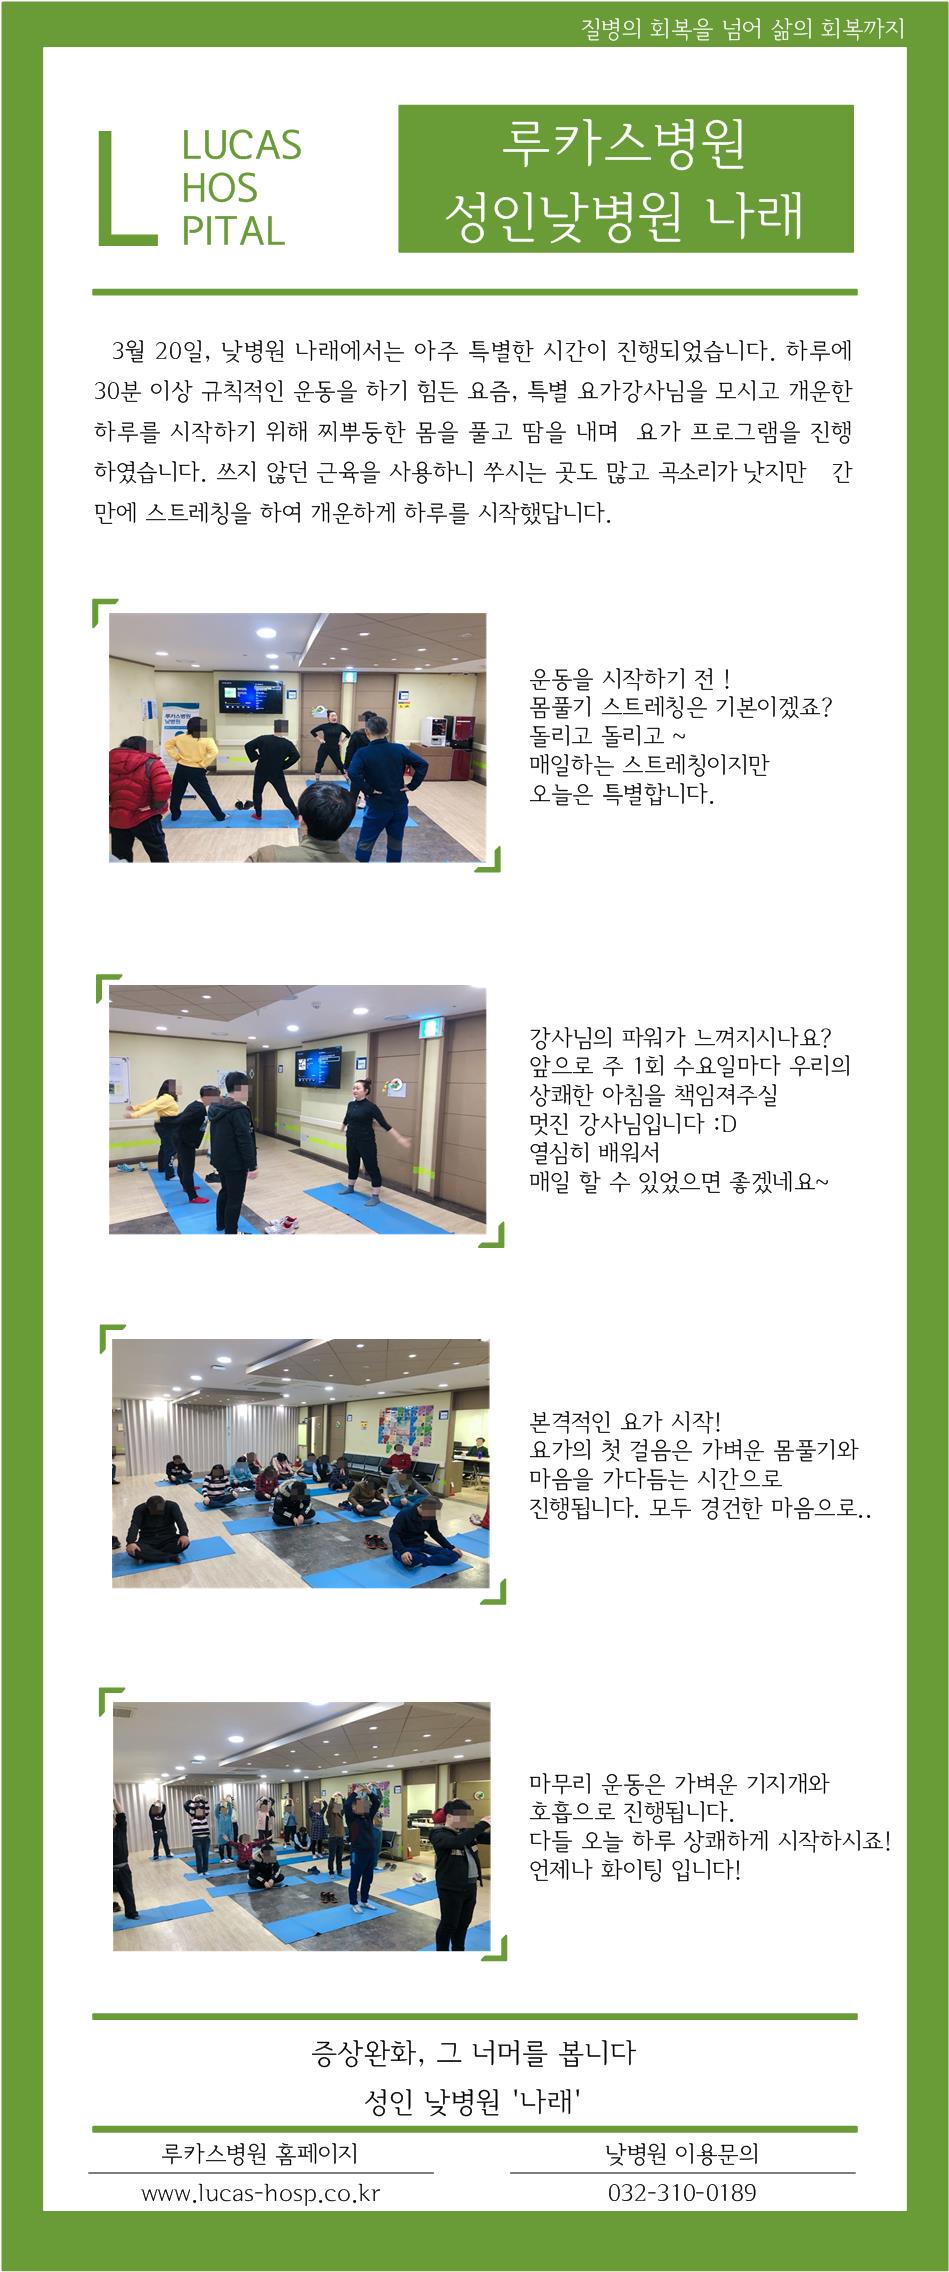 질병의 회복을 넘어 삶의 회복까지
LUCAS
HOS
PITAL
루카스병원
성인낮병원 나래
3월 20일, 낮병원 나래에서는 아주 특별한 시간이 진행되었습니다. 하루에
30분 이상 규칙적인 운동을 하기 힘든 요즘, 특별 요가강사님을 모시고 개운한
하루를 시작하기 위해 찌뿌둥한 몸을 풀고 땀을 내며 요가 프로그램을 진행
하였습니다. 쓰지 않던 근육을 사용하니 쑤시는 곳도 많고 곡소리가 낫지만 간
만에 스트레칭을 하여 개운하게 하루를 시작했답니다.
루카스병원
낮병원
운동을 시작하기 전 !
몸풀기 스트레칭은 기본이겠죠?
돌리고 돌리고 ~
매일하는 스트레칭이지만
오늘은 특별합니다.
강사님의 파워가 느껴지시나요?
앞으로 주 1회 수요일마다 우리의
상쾌한 아침을 책임져주실
멋진 강사님입니다 :D
열심히 배워서
매일 할 수 있었으면 좋겠네요~
본격적인 요가 시작!
요가의 첫 걸음은 가벼운 몸풀기와
마음을 가다듬는 시간으로
진행됩니다. 모두 경건한 마음으로..
마무리 운동은 가벼운 기지개와
호흡으로 진행됩니다.
다들 오늘 하루 상쾌하게 시작하시죠!
언제나 화이팅 입니다!
증상완화, 그 너머를 봅니다
성인 낮병원 '나래'
루카스병원 홈페이지
낮병원 이용문의
www.lucas-hosp.co.kr
032-310-0189